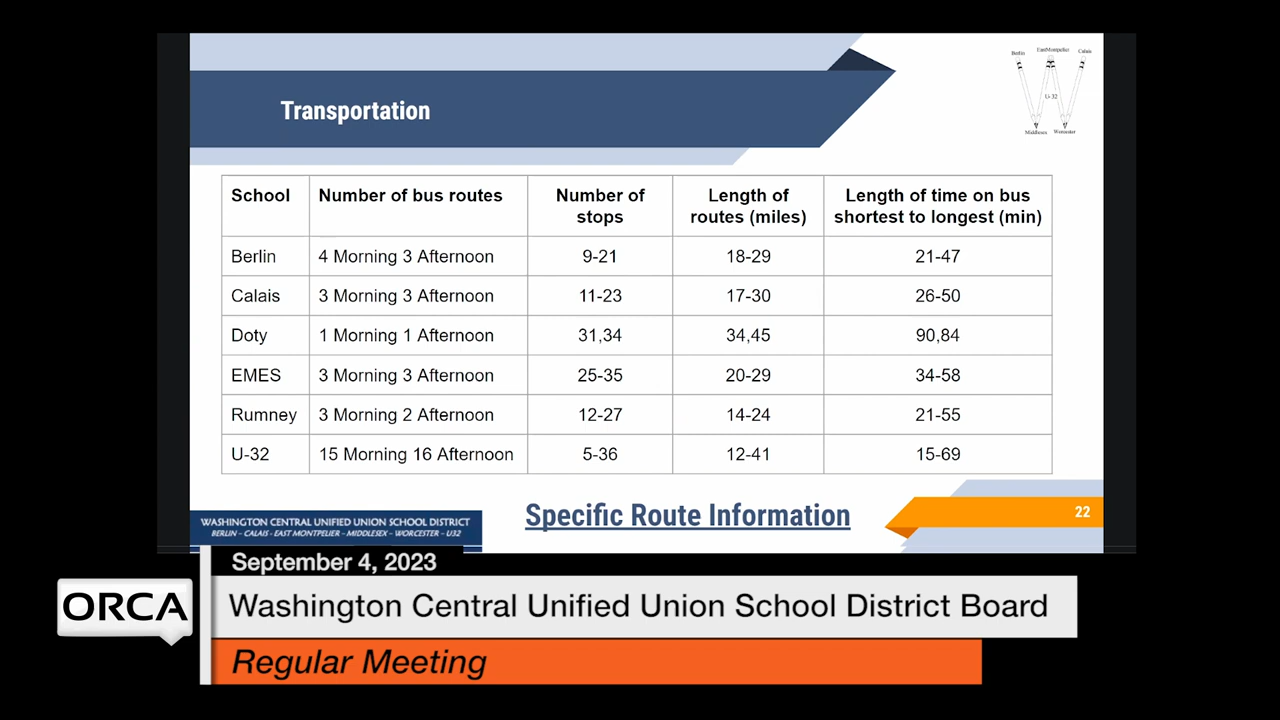 Berlin EastMontpelier Calais
Transportation
U-32
Middlesex Worcester
School Number of bus routes Number of stops Length of routes (miles) Length of time on bus shortest to longest (min)
Berlin 4 Morning 3 Afternoon 9-21 18-29 21-47
Calais 3 Morning 3 Afternoon 11-23 17-30 26-50
Doty 1 Morning 1 Afternoon 31,34 34,45 90,84
EMES 3 Morning 3 Afternoon 25-35 20-29 34-58
Rumney 3 Morning 2 Afternoon 12-27 14-24 21-55
U-32 15 Morning 16 Afternoon 5-36 12-41 15-69
Specific Route Information
22
WASHINGTON CENTRAL UNIFIED UNION SCHOOL DISTRICT
BERLIN – CALAIS - EAST MONTPELIER – MIDDLESEX – WORCESTER – U32
September 4, 2023
ORCA
Washington Central Unified Union School District Board
Regular Meeting